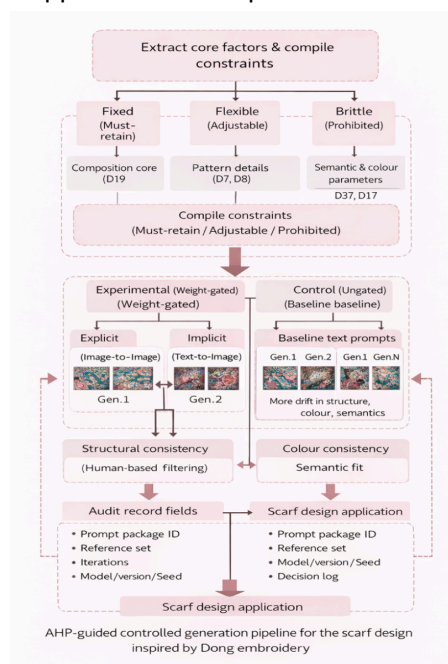 Extract core factors & compile
constraints
Fixed
(Must-
retain)
Flexible
(Adjustable)
Brittle
(Prohibited)
Composition core
(D19)
Pattern details
(D7, D8)
Semantic & colour
parameters
D37, D17
Compile constraints
(Must-retain / Adjustable / Prohibited)
Experimental (Weight-gated)
(Weight-gated)
Control (Ungated)
(Baseline baseline)
Explicit
(Image-to-Image)
Gen.1
Implicit
(Text-to-Image)
Gen.2
Baseline text prompts
Gen.1 Gen.2 Gen.1 Gen.N
More drift in structure,
colour, semantics
Structural consistency
(Human-based filtering)
Colour consistency
Semantic fit
Audit record fields
• Prompt package ID
• Reference set
• Iterations
• Model/version/Seed
Scarf design application
• Prompt package ID
• Reference set
• Model/version/Seed
• Decision log
Scarf design application
AHP-guided controlled generation pipeline for the scarf design
inspired by Dong embroidery